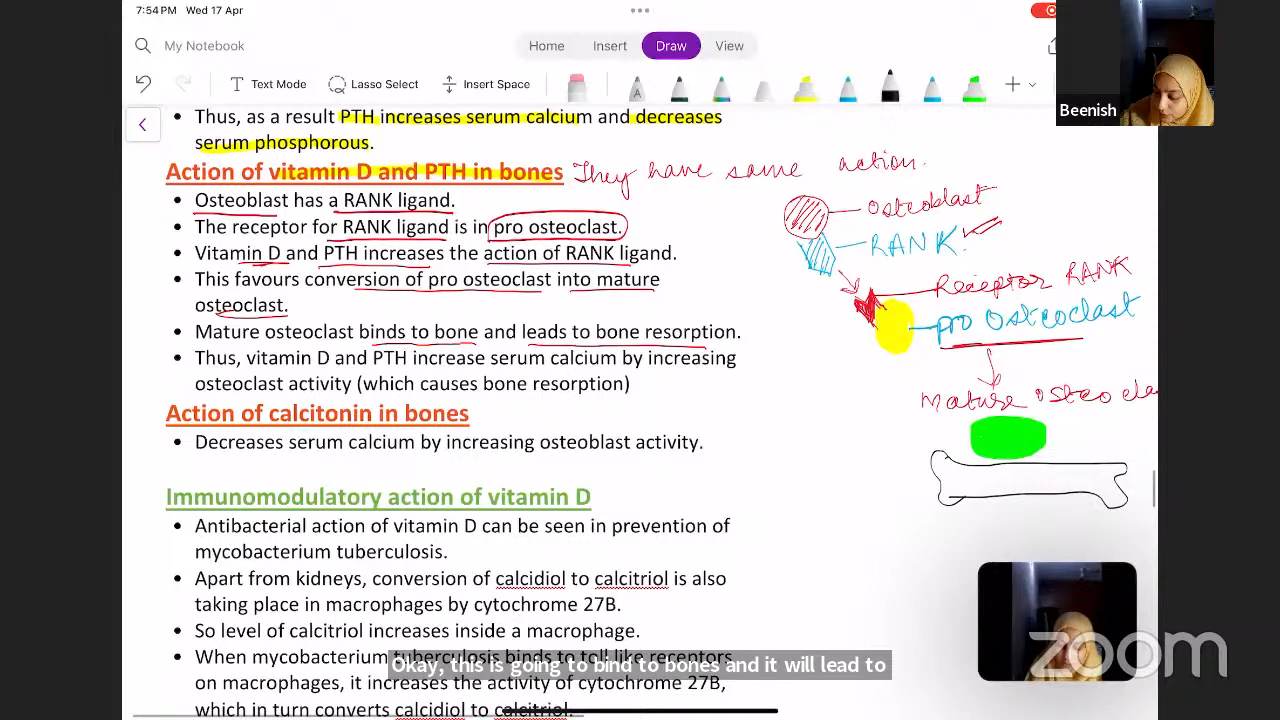 7:54 PM Wed 17 Apr
My Notebook
Home Insert Draw View
Text Mode Lasso Select Insert Space
A
Beenish
• Thus, as a result PTH increases serum calcium and decreases
serum phosphorous.
Action of vitamin D and PTH in bones They have same action.
• Osteoblast has a RANK ligand.
• The receptor for RANK ligand is in pro osteoclast.
• Vitamin D and PTH increases the action of RANK ligand.
• This favours conversion of pro osteoclast into mature
osteoclast.
• Mature osteoclast binds to bone and leads to bone resorption.
• Thus, vitamin D and PTH increase serum calcium by increasing
osteoclast activity (which causes bone resorption)
Osteoblast
RANK
Receptor RANK
pro Osteoclast
Mature osteocla
Action of calcitonin in bones
• Decreases serum calcium by increasing osteoblast activity.
Immunomodulatory action of vitamin D
• Antibacterial action of vitamin D can be seen in prevention of
mycobacterium tuberculosis.
• Apart from kidneys, conversion of calcidiol to calcitriol is also
taking place in macrophages by cytochrome 27B.
• So level of calcitriol increases inside a macrophage.
• When mycobacterium tuberculosis binds to toll like receptors
on macrophages, it increases the activity of cytochrome 27B,
which in turn converts calcidiol to calcitriol.
Okay, this is going to bind to bones and it will lead to
zoom